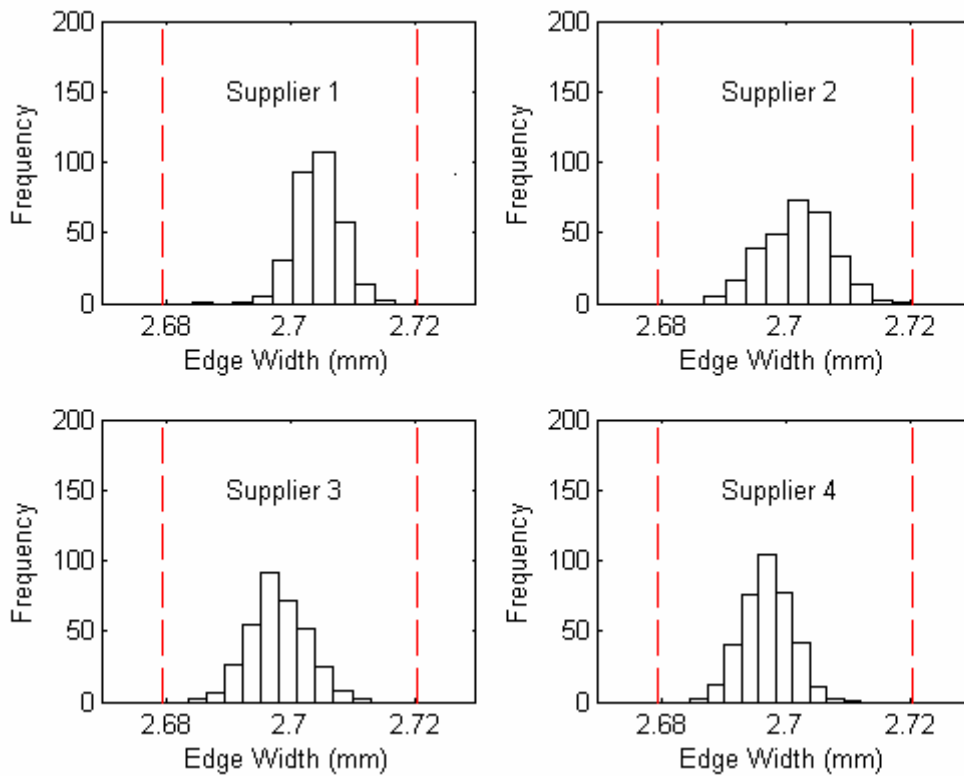 200
150
100
50
0
Frequency
Supplier 1
2.68 2.7 2.72
Edge Width (mm)
200
150
100
50
0
Frequency
Supplier 2
2.68 2.7 2.72
Edge Width (mm)
200
150
100
50
0
Frequency
Supplier 3
2.68 2.7 2.72
Edge Width (mm)
200
150
100
50
0
Frequency
Supplier 4
2.68 2.7 2.72
Edge Width (mm)